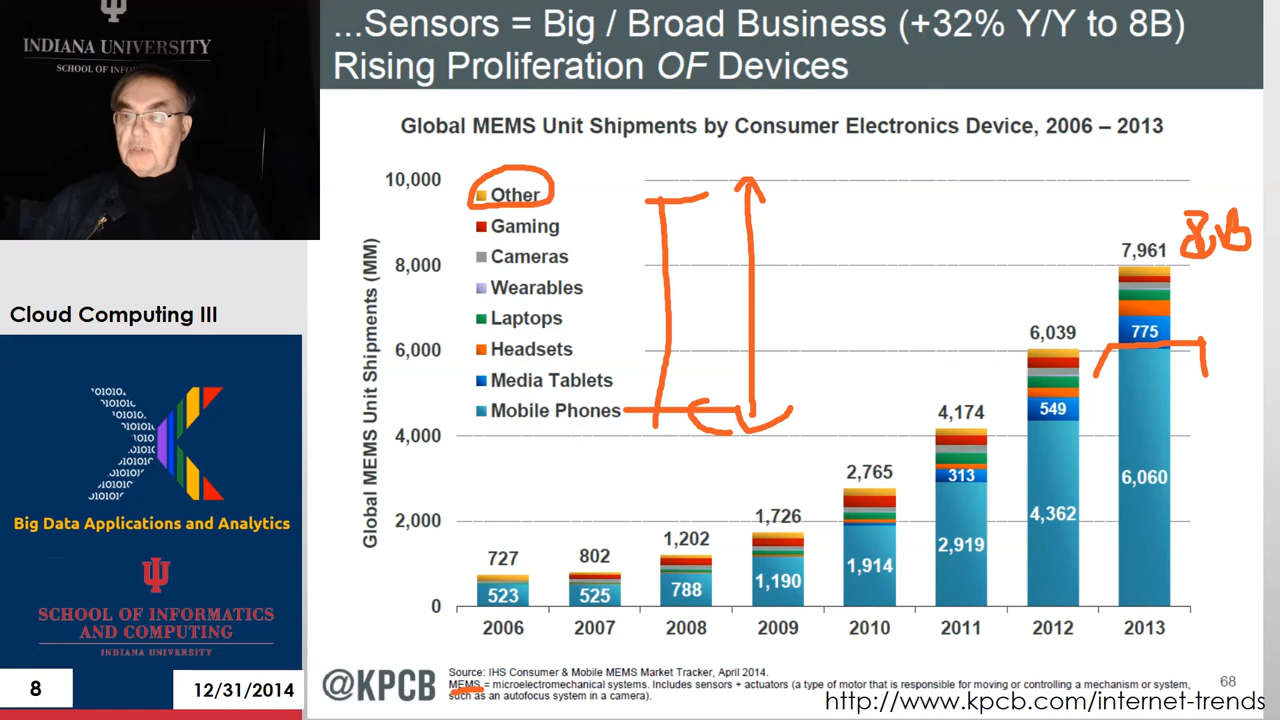 INDIANA UNIVERSITY
SCHOOL OF INFOR
...Sensors = Big / Broad Business (+32% Y/Y to 8B)
Rising Proliferation OF Devices
Global MEMS Unit Shipments by Consumer Electronics Device, 2006 – 2013
Global MEMS Unit Shipments (MM)
10,000
8,000
6,000
4,000
2,000
0
Other
Gaming
Cameras
Wearables
Laptops
Headsets
Media Tablets
Mobile Phones
727
802
1,202
1,726
2,765
4,174
6,039
7,961
8B
313
549
775
523
525
788
1,190
1,914
2,919
4,362
6,060
2006 2007 2008 2009 2010 2011 2012 2013
@KPCB
Source: IHS Consumer & Mobile MEMS Market Tracker, April 2014.
MEMS = microelectromechanical systems. Includes sensors + actuators (a type of motor that is responsible for moving or controlling a mechanism or system,
such as an autofocus system in a camera).
68
http://www.kpcb.com/internet-trends
Cloud Computing III
Big Data Applications and Analytics
SCHOOL OF INFORMATICS
AND COMPUTING
INDIANA UNIVERSITY
8
12/31/2014